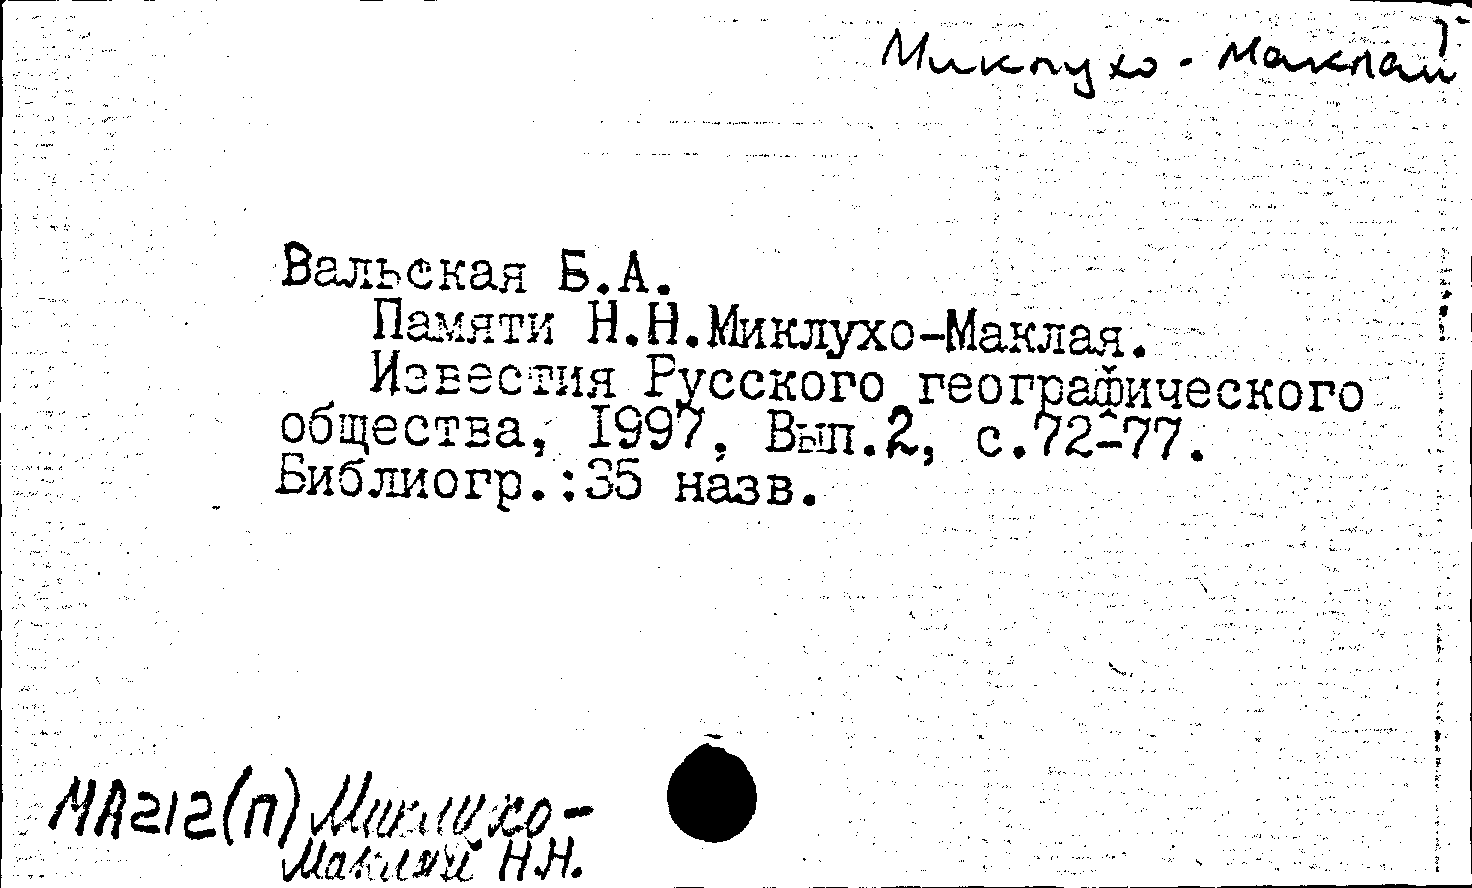 Миклухо-Маклай
Вальская Б.А.
Памяти Н.Н.Миклухо-Маклая.
Известия Русского географического
общества, 1997, Вып.2, с.72-77.
Библиогр.:35 назв.
МА212(П) Миклухо-
Маклай Н.Н.